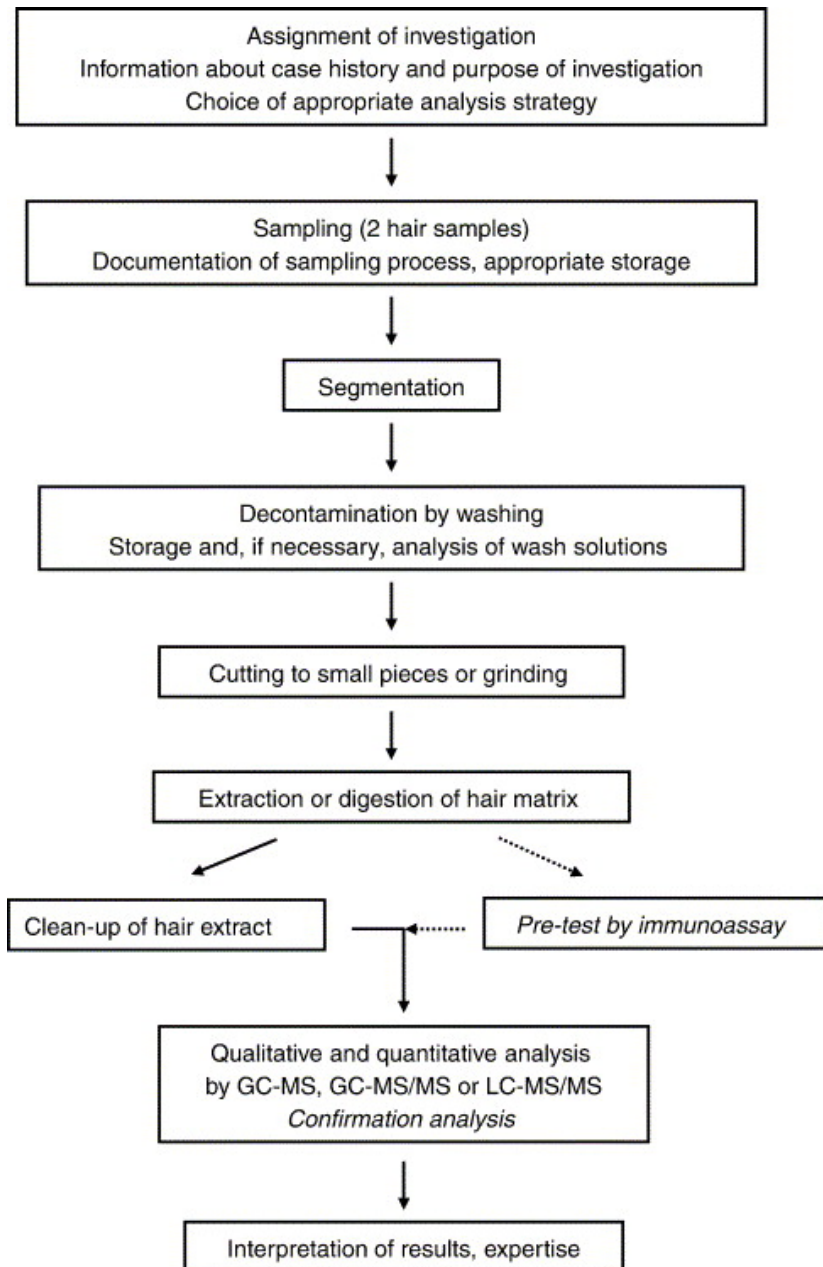 Assignment of investigation
Information about case history and purpose of investigation
Choice of appropriate analysis strategy
Sampling (2 hair samples)
Documentation of sampling process, appropriate storage
Segmentation
Decontamination by washing
Storage and, if necessary, analysis of wash solutions
Cutting to small pieces or grinding
Extraction or digestion of hair matrix
Clean-up of hair extract
Pre-test by immunoassay
Qualitative and quantitative analysis
by GC-MS, GC-MS/MS or LC-MS/MS
Confirmation analysis
Interpretation of results, expertise